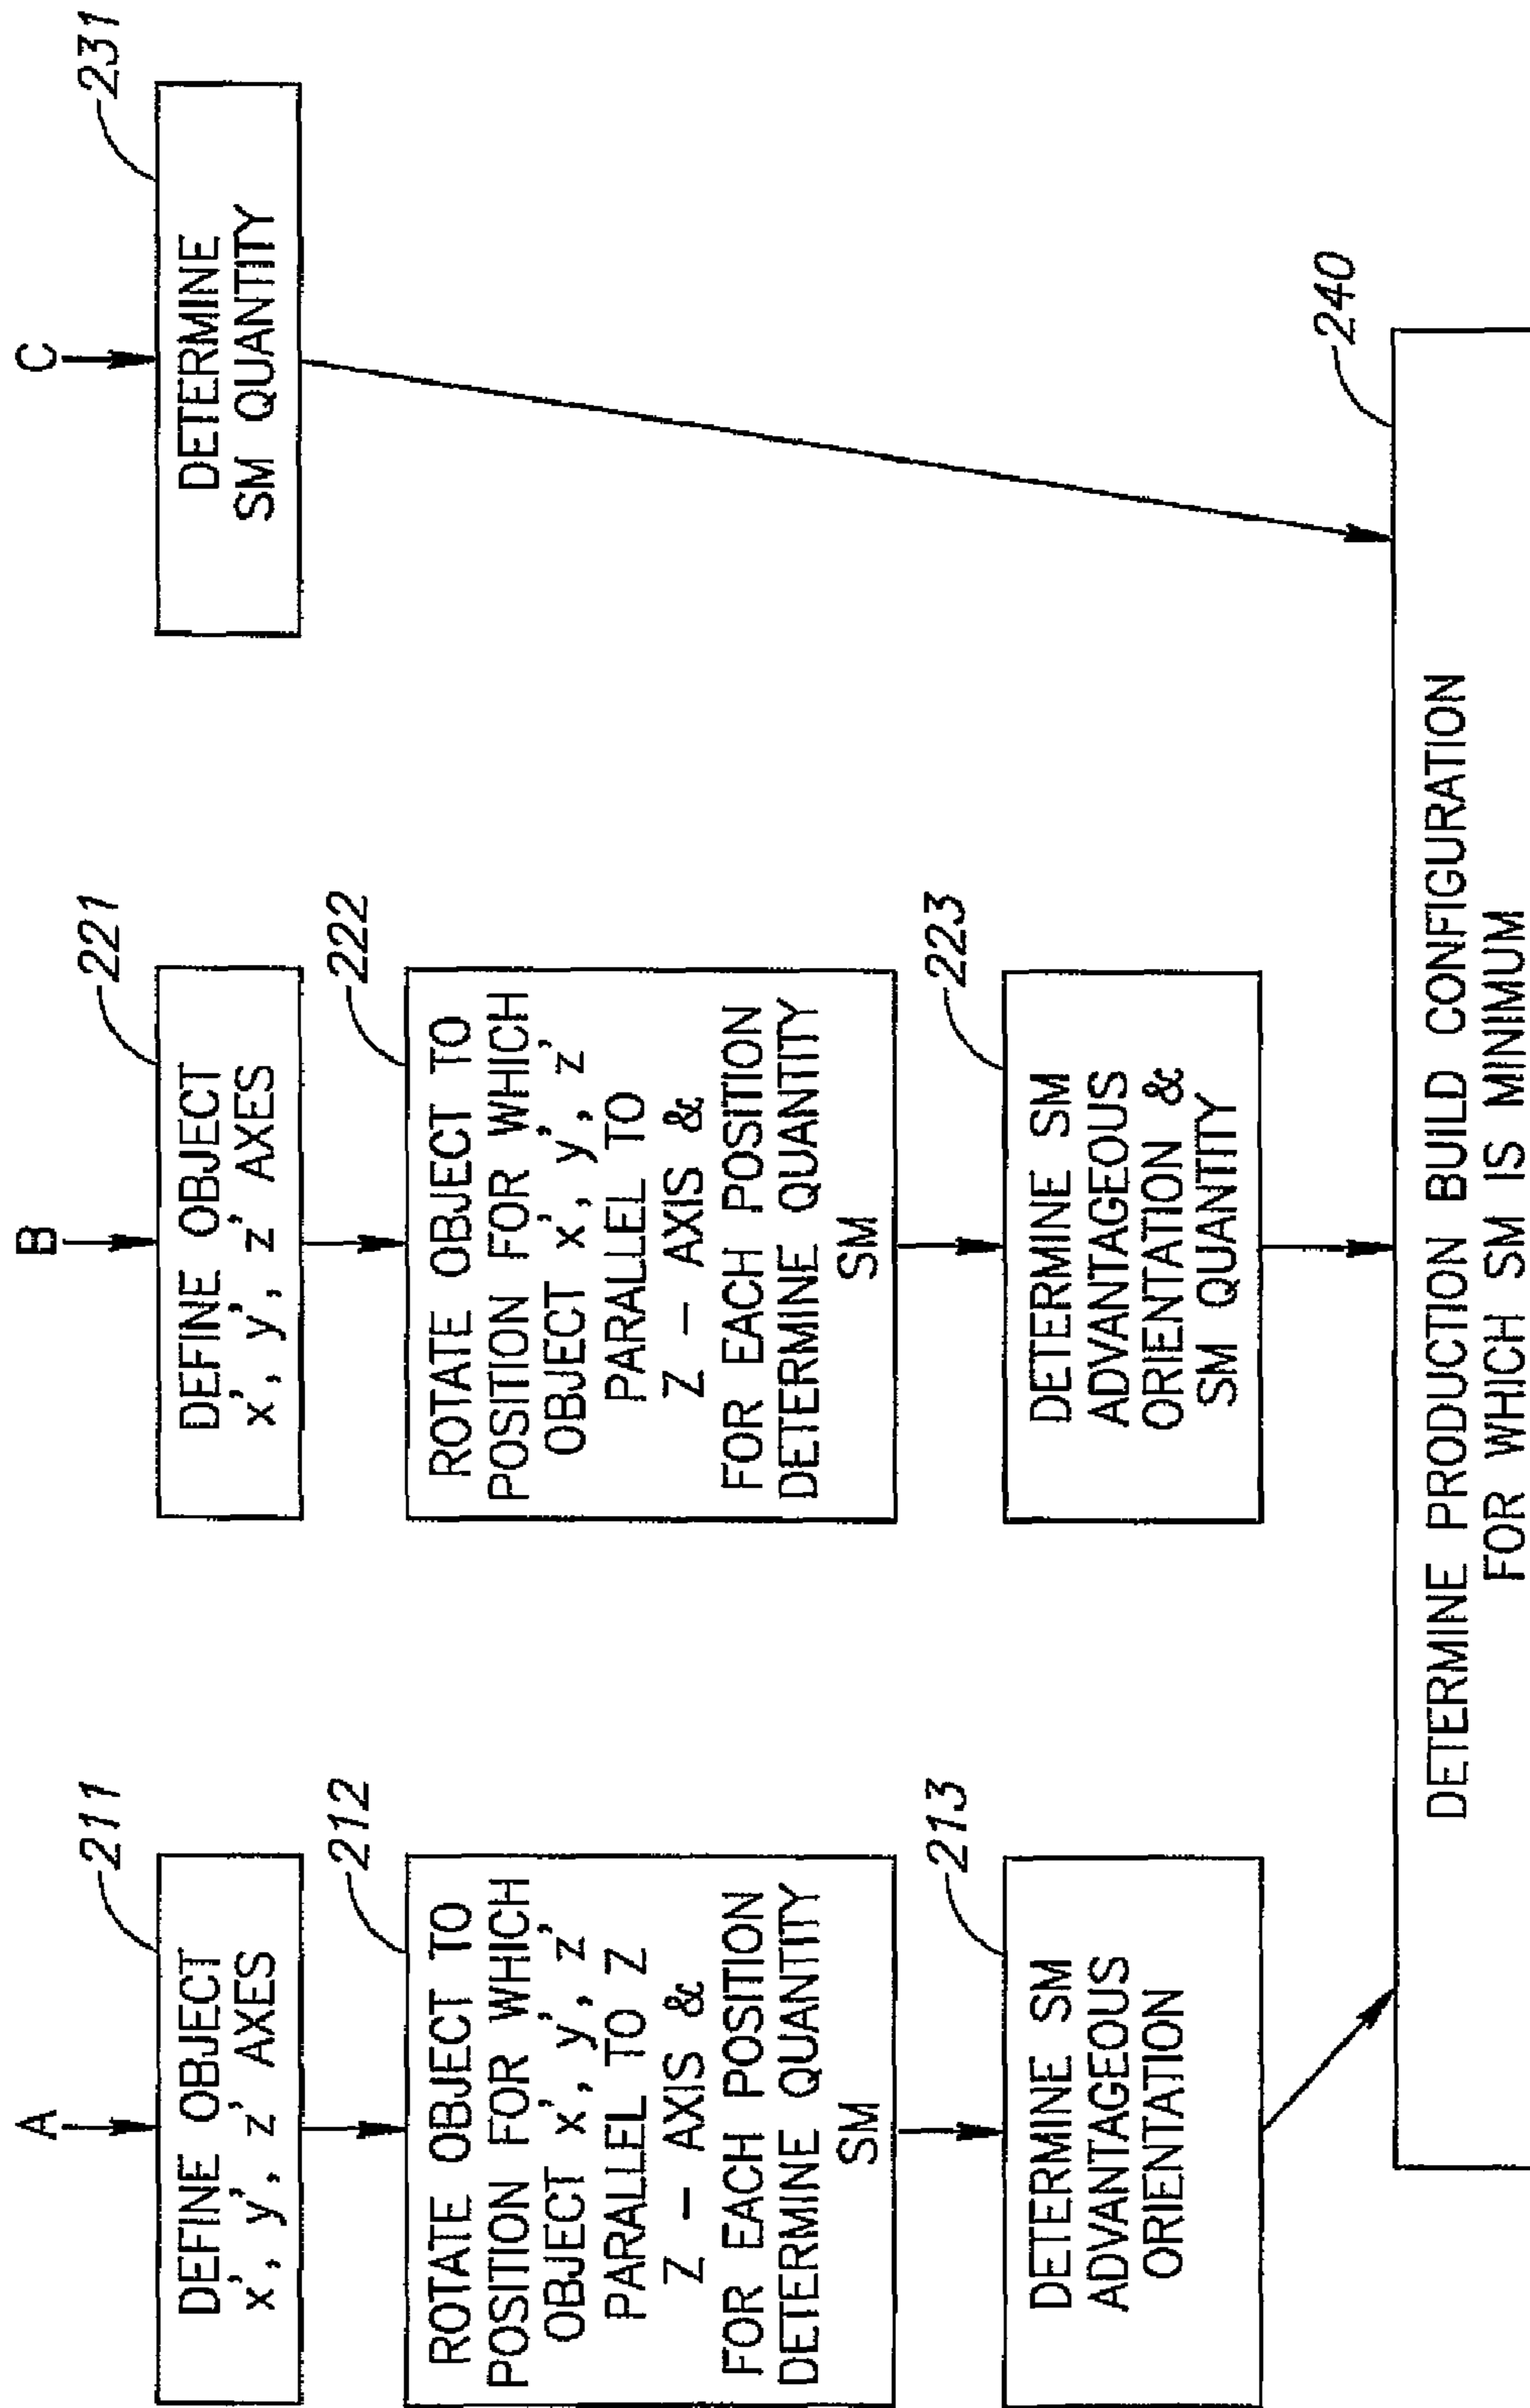 A
211
DEFINE OBJECT
x', y', z' AXES
212
ROTATE OBJECT TO
POSITION FOR WHICH
OBJECT x', y', z'
PARALLEL TO Z
Z – AXIS &
FOR EACH POSITION
DETERMINE QUANTITY
SM
213
DETERMINE SM
ADVANTAGEOUS
ORIENTATION
B
221
DEFINE OBJECT
x', y', z' AXES
222
ROTATE OBJECT TO
POSITION FOR WHICH
OBJECT x', y', z'
PARALLEL TO
Z – AXIS &
FOR EACH POSITION
DETERMINE QUANTITY
SM
223
DETERMINE SM
ADVANTAGEOUS
ORIENTATION &
SM QUANTITY
C
231
DETERMINE
SM QUANTITY
240
DETERMINE PRODUCTION BUILD CONFIGURATION
FOR WHICH SM IS MINIMUM